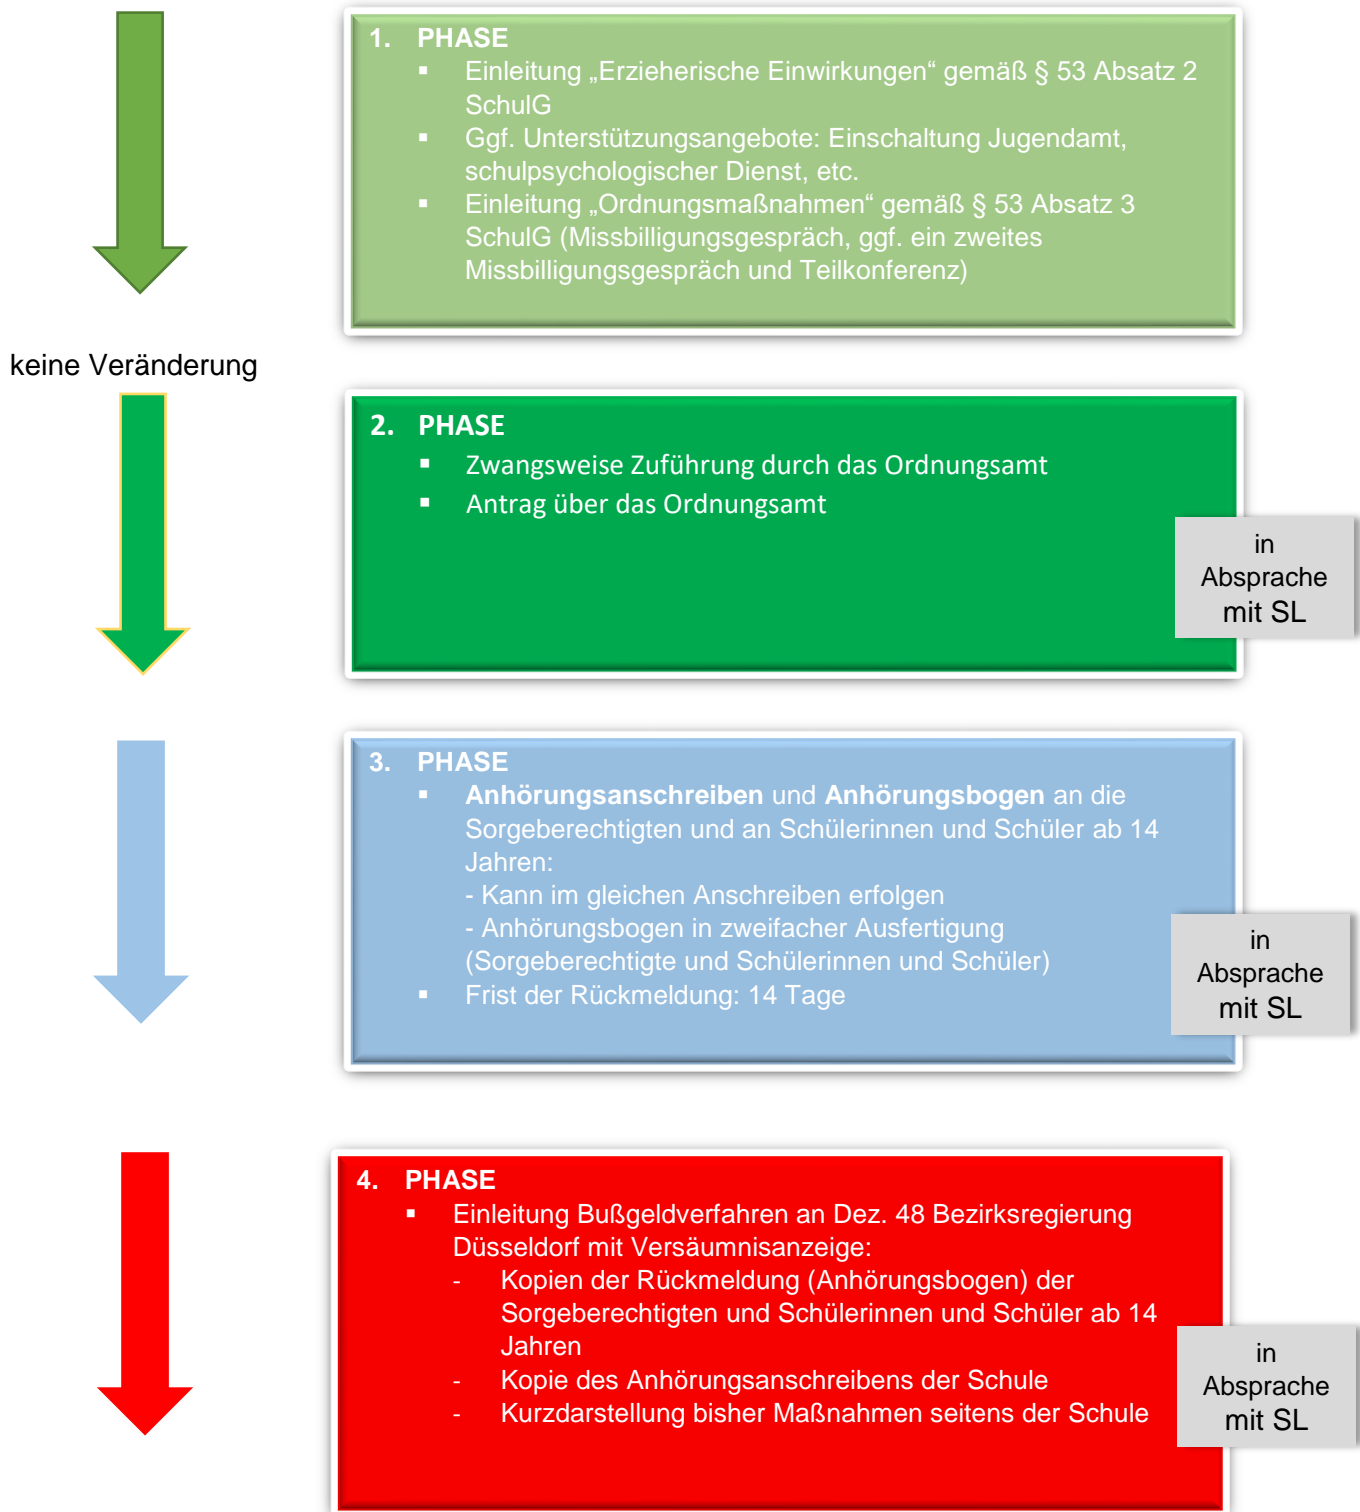 1. PHASE
▪ Einleitung „Erzieherische Einwirkungen“ gemäß § 53 Absatz 2
SchulG
▪ Ggf. Unterstützungsangebote: Einschaltung Jugendamt,
schulpsychologischer Dienst, etc.
▪ Einleitung „Ordnungsmaßnahmen“ gemäß § 53 Absatz 3
SchulG (Missbilligungsgespräch, ggf. ein zweites
Missbilligungsgespräch und Teilkonferenz)
keine Veränderung
2. PHASE
▪ Zwangsweise Zuführung durch das Ordnungsamt
▪ Antrag über das Ordnungsamt
in
Absprache
mit SL
3. PHASE
▪ Anhörungsanschreiben und Anhörungsbogen an die
Sorgeberechtigten und an Schülerinnen und Schüler ab 14
Jahren:
- Kann im gleichen Anschreiben erfolgen
- Anhörungsbogen in zweifacher Ausfertigung
(Sorgeberechtigte und Schülerinnen und Schüler)
▪ Frist der Rückmeldung: 14 Tage
in
Absprache
mit SL
4. PHASE
▪ Einleitung Bußgeldverfahren an Dez. 48 Bezirksregierung
Düsseldorf mit Versäumnisanzeige:
- Kopien der Rückmeldung (Anhörungsbogen) der
Sorgeberechtigten und Schülerinnen und Schüler ab 14
Jahren
- Kopie des Anhörungsanschreibens der Schule
- Kurzdarstellung bisher Maßnahmen seitens der Schule
in
Absprache
mit SL